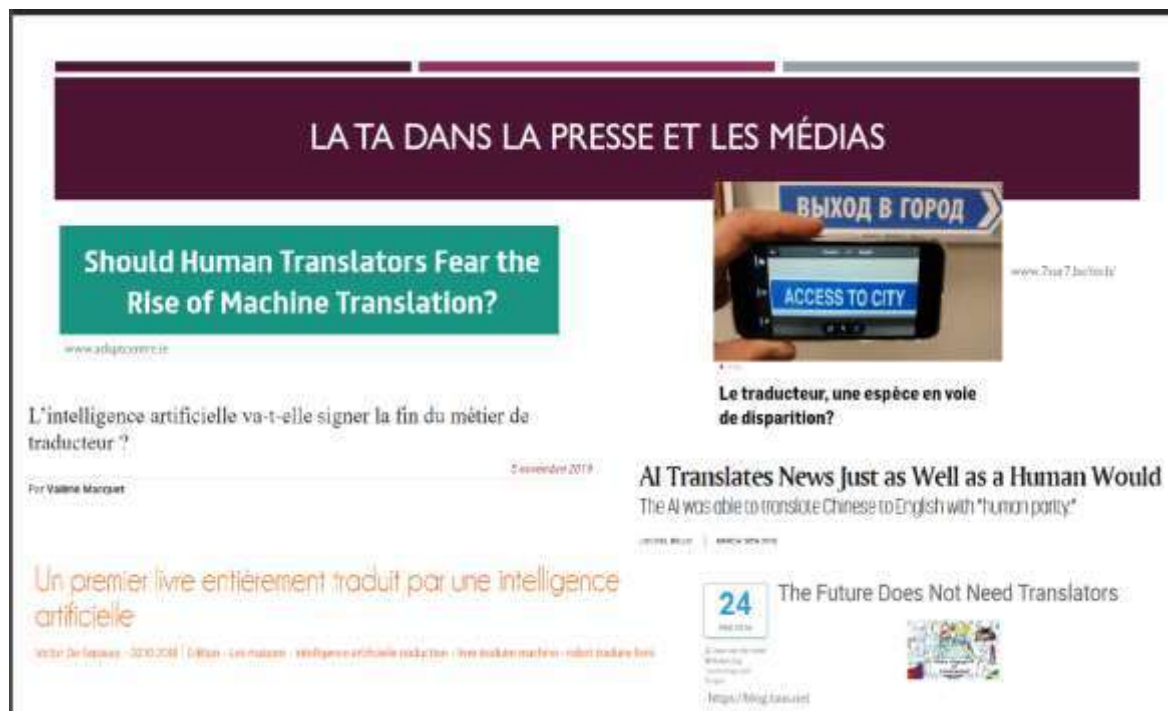 LA TA DANS LA PRESSE ET LES MÉDIAS
Should Human Translators Fear the
Rise of Machine Translation?
www.adaptcentre.ie
ВЫХОД В ГОРОД
ACCESS TO CITY
Le traducteur, une espèce en voie
de disparition?
L'intelligence artificielle va-t-elle signer la fin du métier de
traducteur ?
5 novembre 2019
Por
AI Translates News Just as Well as a Human Would
The AI was able to translate Chinese to English with "human parity."
Un premier livre entièrement traduit par une intelligence
artificielle
24
The Future Does Not Need Translators